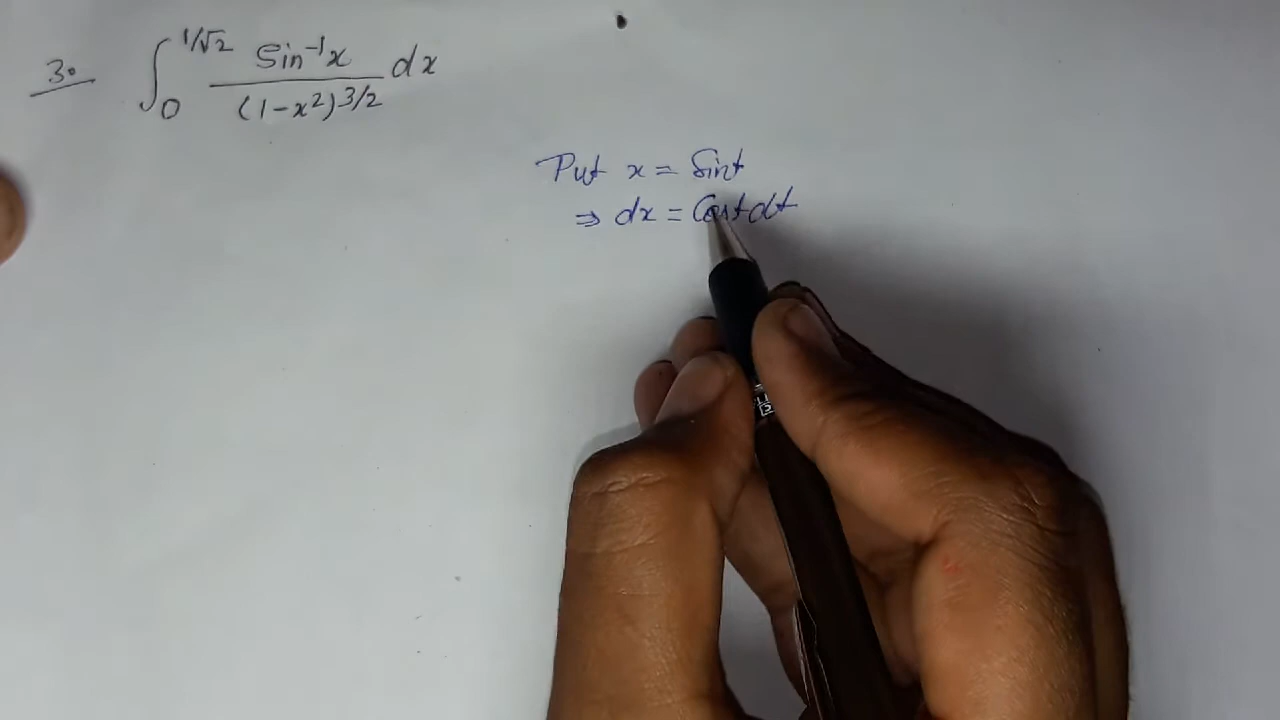 3. ∫₀^{1/√2} Sin⁻¹x / (1-x²)^{3/2} dx
Put x = Sint
⇒ dx = Cost dt